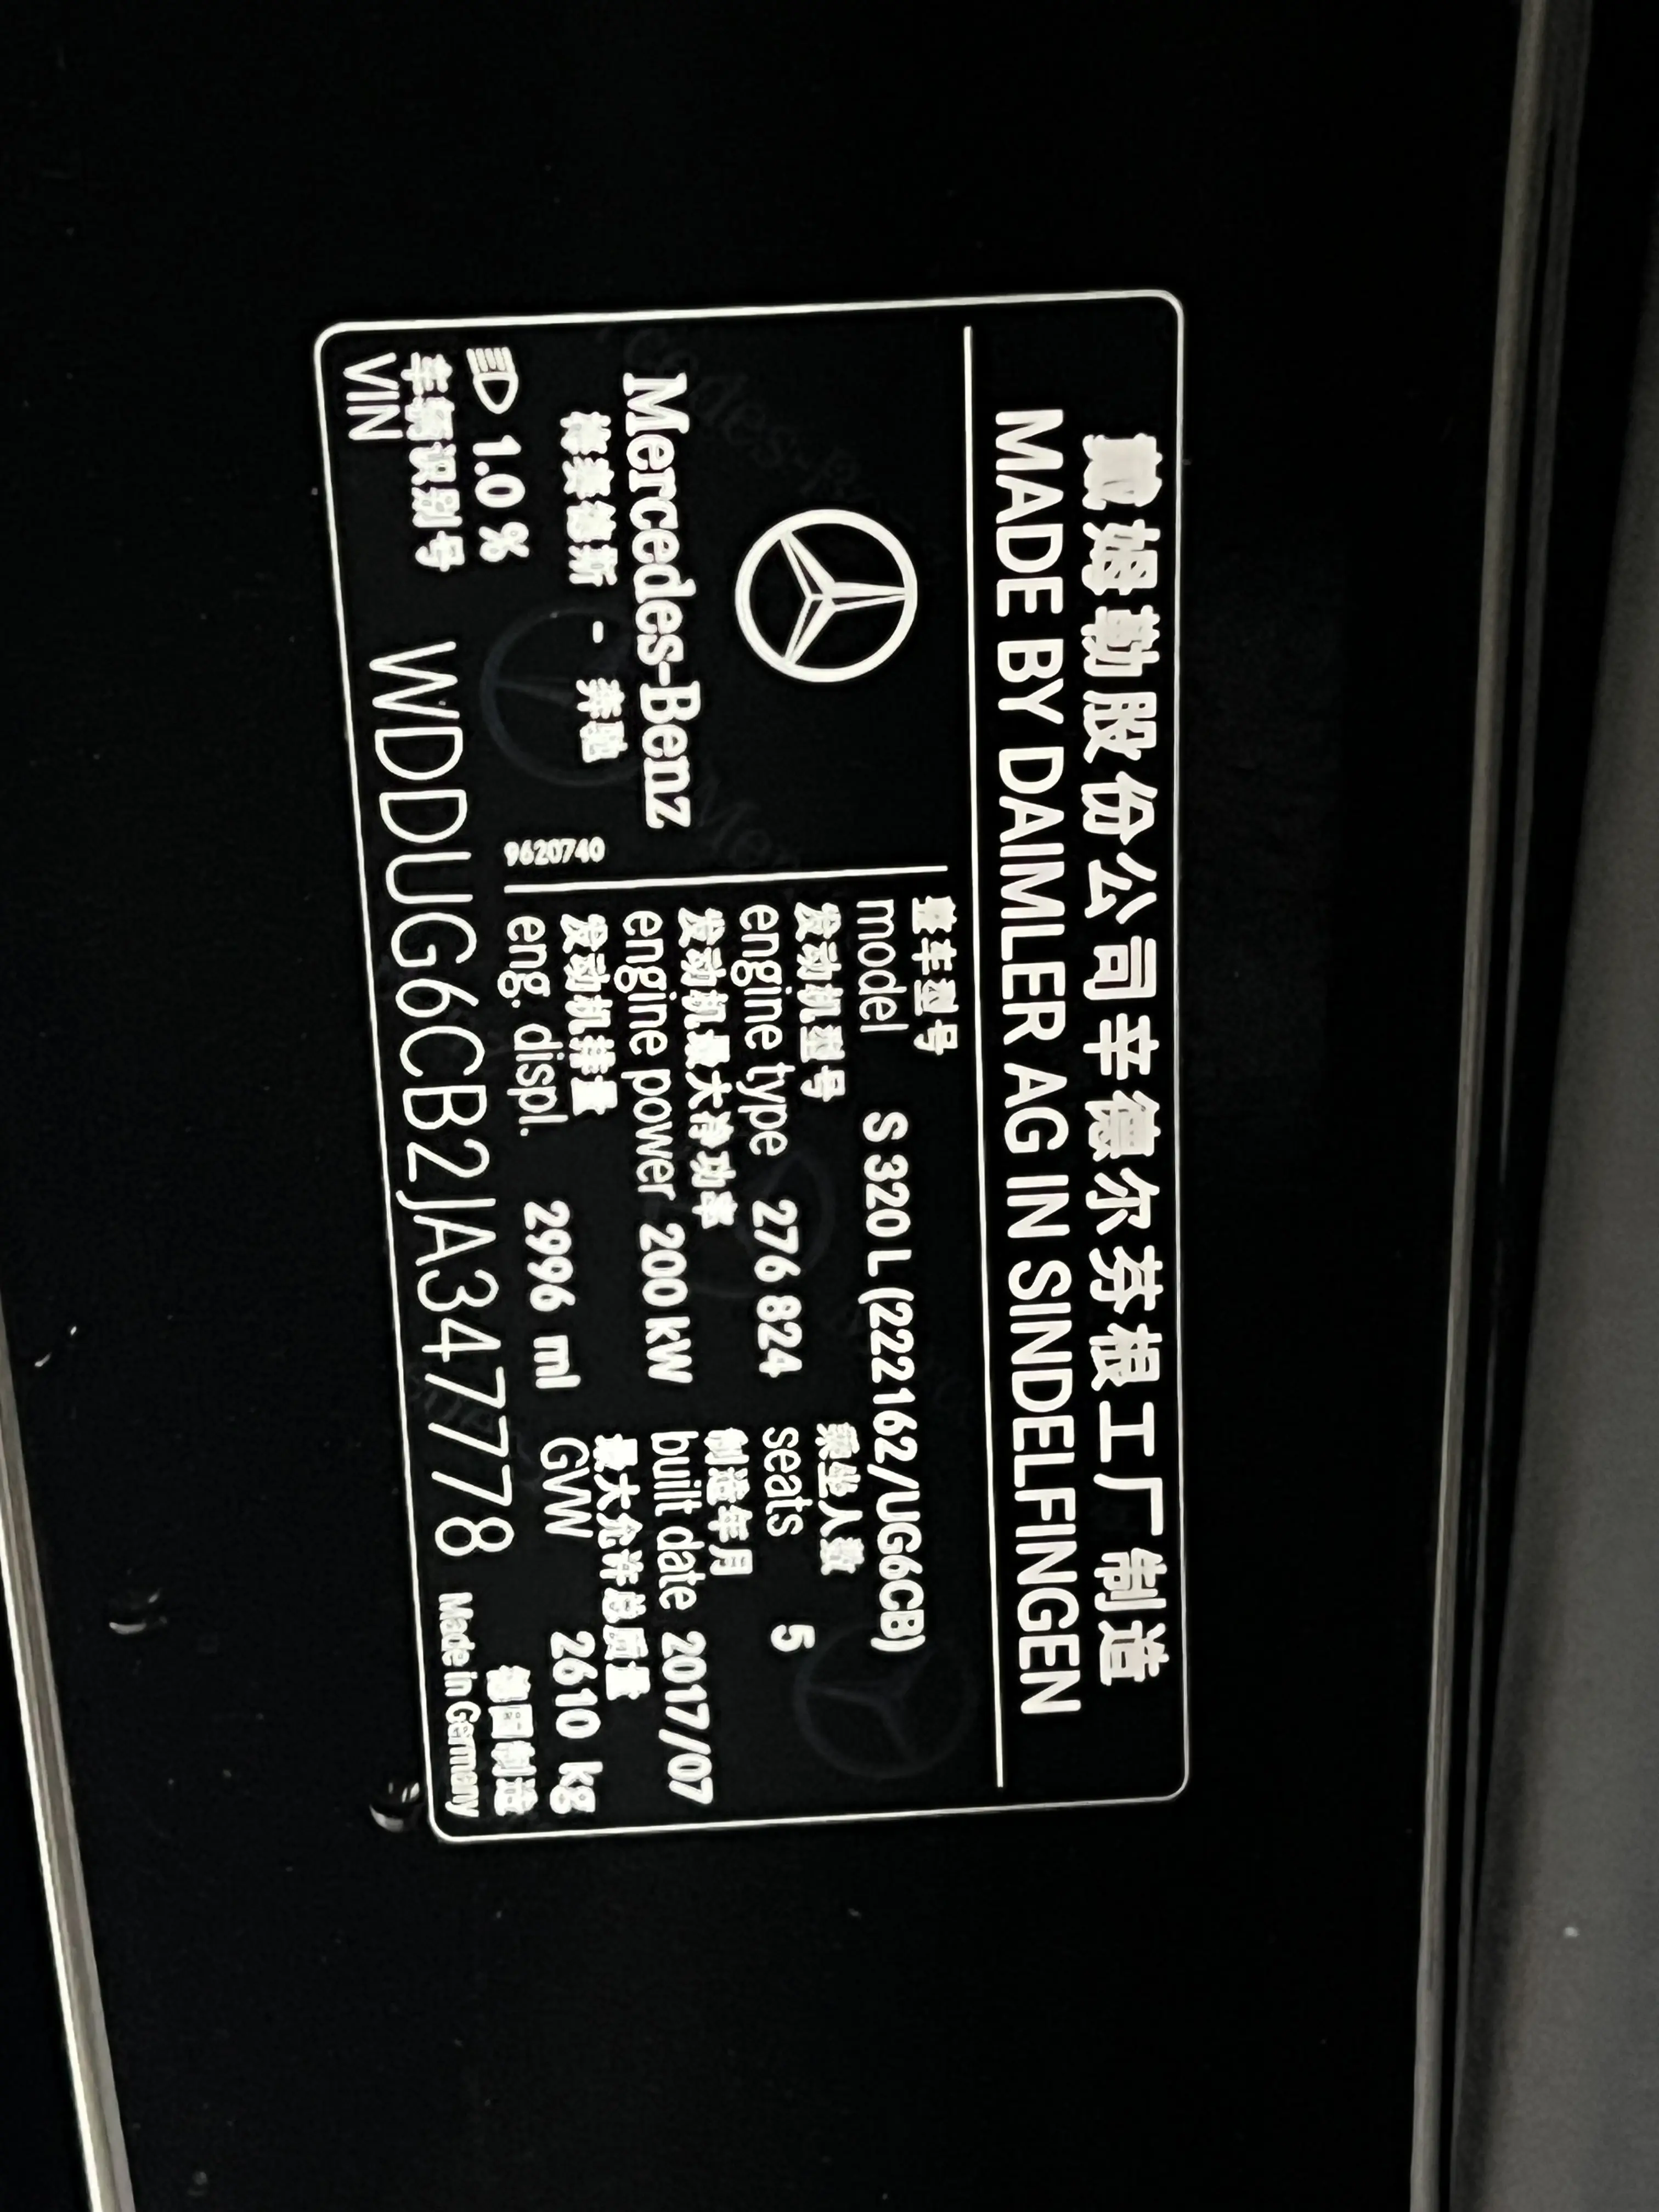 戴姆勒股份公司辛德尔芬根工厂制造
MADE BY DAIMLER AG IN SINDELFINGEN
Mercedes-Benz
梅赛德斯 - 奔驰
9620740
整车型号
model S 320 L (222162/UG6CB)
发动机型号
engine type 276 824
乘坐人数
seats 5
发动机最大净功率
engine power 200 kW
制造年月
built date 2017/07
发动机排量
eng. displ. 2996 ml
最大允许总质量
GVW 2610 kg
1.0 %
车辆识别号
VIN WDDUG6CB2JA347778
德国制造
Made in Germany